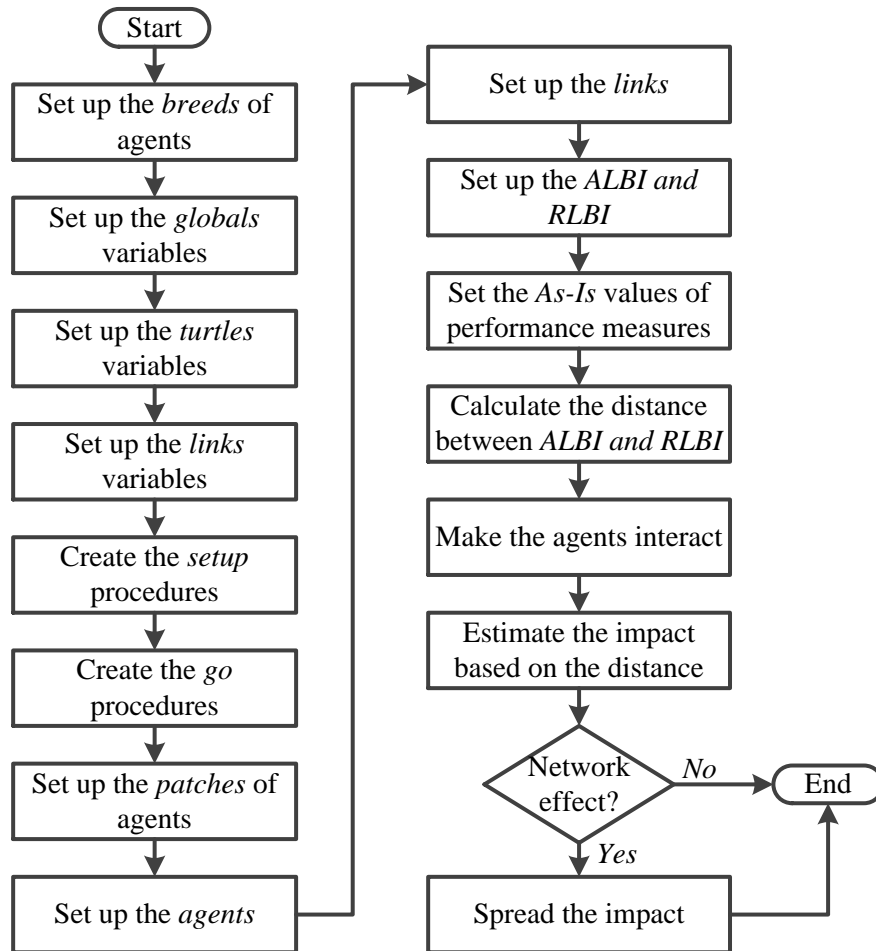 Start
Set up the breeds of
agents
Set up the globals
variables
Set up the turtles
variables
Set up the links
variables
Create the setup
procedures
Create the go
procedures
Set up the patches of
agents
Set up the agents
Set up the links
Set up the ALBI and
RLBI
Set the As-Is values of
performance measures
Calculate the distance
between ALBI and RLBI
Make the agents interact
Estimate the impact
based on the distance
Network
effect?
No
End
Yes
Spread the impact